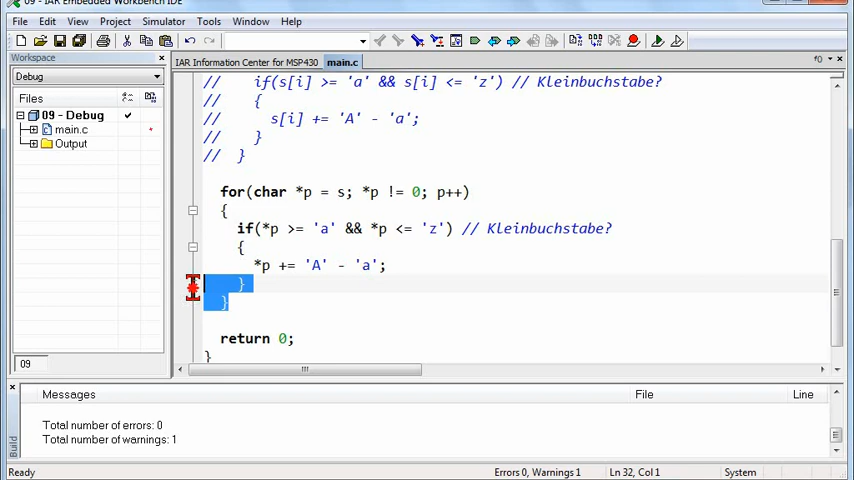 09 - IAR Embedded Workbench IDE
File Edit View Project Simulator Tools Window Help
Workspace
IAR Information Center for MSP430 main.c
f0
Debug
Files
09 - Debug
main.c
Output
09
// if(s[i] >= 'a' && s[i] <= 'z') // Kleinbuchstabe?
// {
// s[i] += 'A' - 'a';
// }
// }
for(char *p = s; *p != 0; p++)
{
if(*p >= 'a' && *p <= 'z') // Kleinbuchstabe?
{
*p += 'A' - 'a';
}
}
return 0;
}
Messages File Line
Total number of errors: 0
Total number of warnings: 1
Build
Ready Errors 0, Warnings 1 Ln 32, Col 1 System